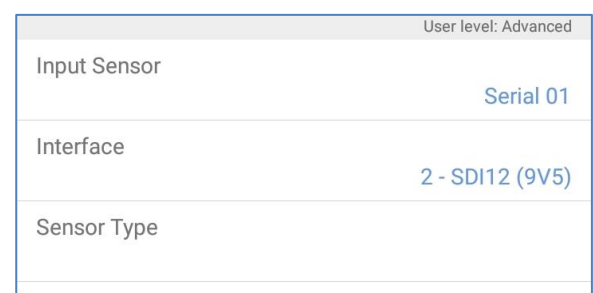 User level: Advanced
Input Sensor
Serial 01
Interface
2 - SDI12 (9V5)
Sensor Type